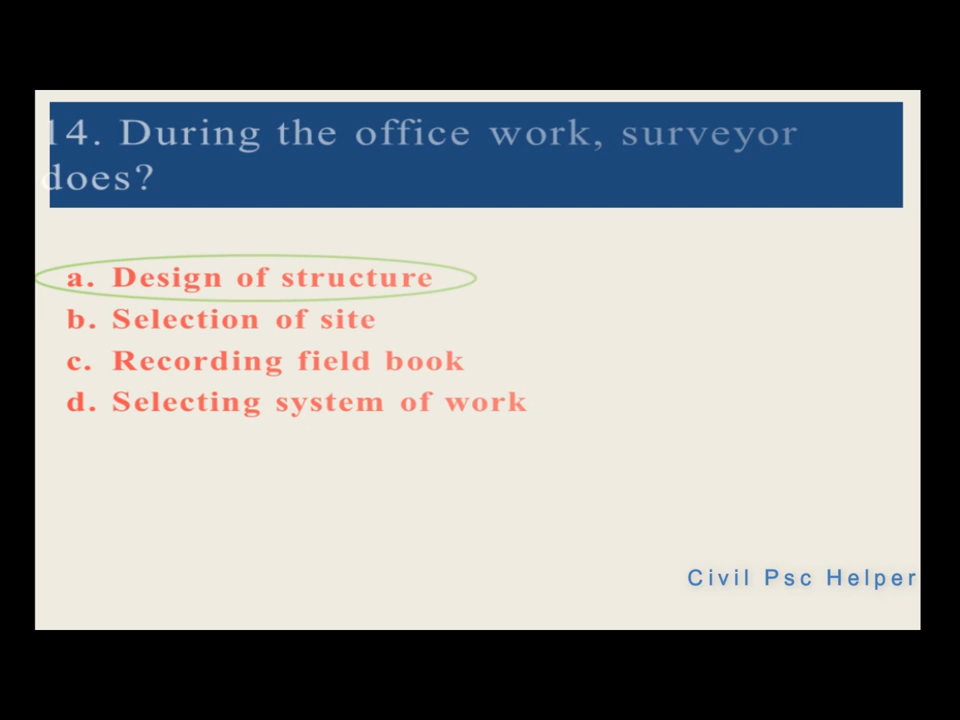 14. During the office work, surveyor
does?
a. Design of structure
b. Selection of site
c. Recording field book
d. Selecting system of work
Civil Psc Helper